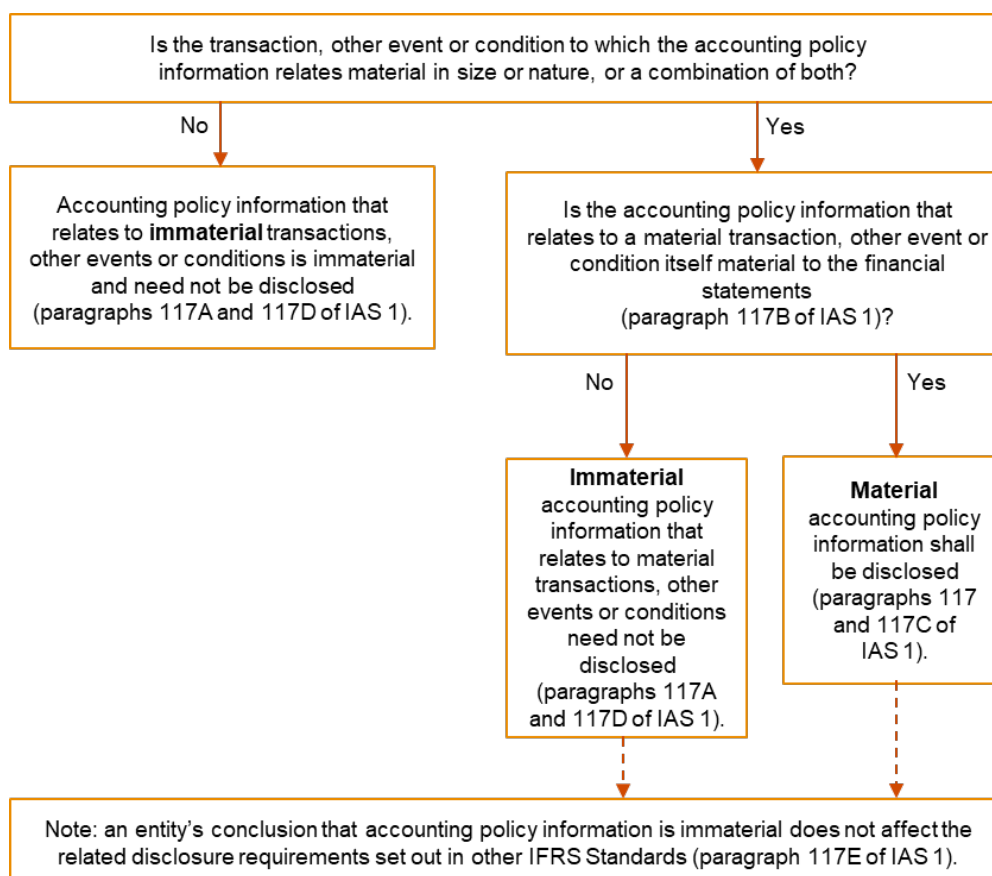 Is the transaction, other event or condition to which the accounting policy
information relates material in size or nature, or a combination of both?
No
Yes
Accounting policy information that
relates to immaterial transactions,
other events or conditions is immaterial
and need not be disclosed
(paragraphs 117A and 117D of IAS 1).
Is the accounting policy information that
relates to a material transaction, other event or
condition itself material to the financial
statements
(paragraph 117B of IAS 1)?
No
Yes
Immaterial
accounting policy
information that
relates to material
transactions, other
events or conditions
need not be
disclosed
(paragraphs 117A
and 117D of IAS 1).
Material
accounting policy
information shall
be disclosed
(paragraphs 117
and 117C of
IAS 1).
Note: an entity's conclusion that accounting policy information is immaterial does not affect the
related disclosure requirements set out in other IFRS Standards (paragraph 117E of IAS 1).